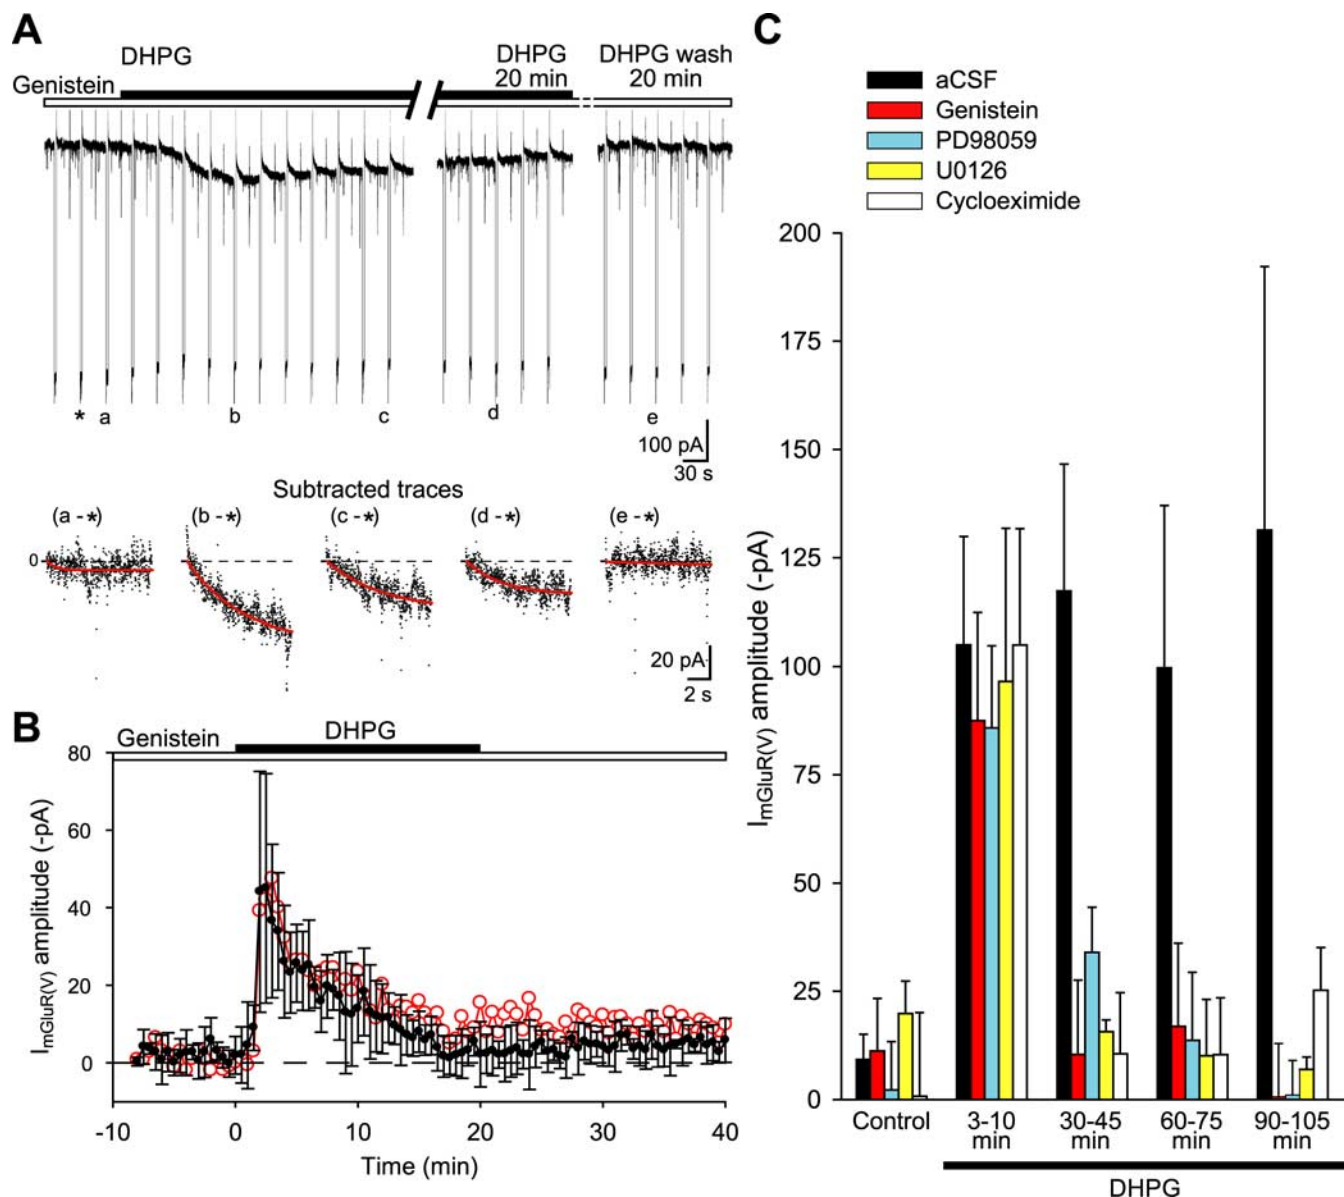 A
DHPG
DHPG
20 min
DHPG wash
20 min
Genistein
* a b c d e
100 pA
30 s
Subtracted traces
(a -*) (b -*) (c -*) (d -*) (e -*)
0
20 pA
2 s
B
Genistein
DHPG
80
60
40
20
0
ImGluR(V) amplitude (-pA)
-10 0 10 20 30 40
Time (min)
C
aCSF
Genistein
PD98059
U0126
Cycloeximide
200
175
150
125
100
75
50
25
0
ImGluR(V) amplitude (-pA)
Control 3-10 30-45 60-75 90-105
min min min min
DHPG